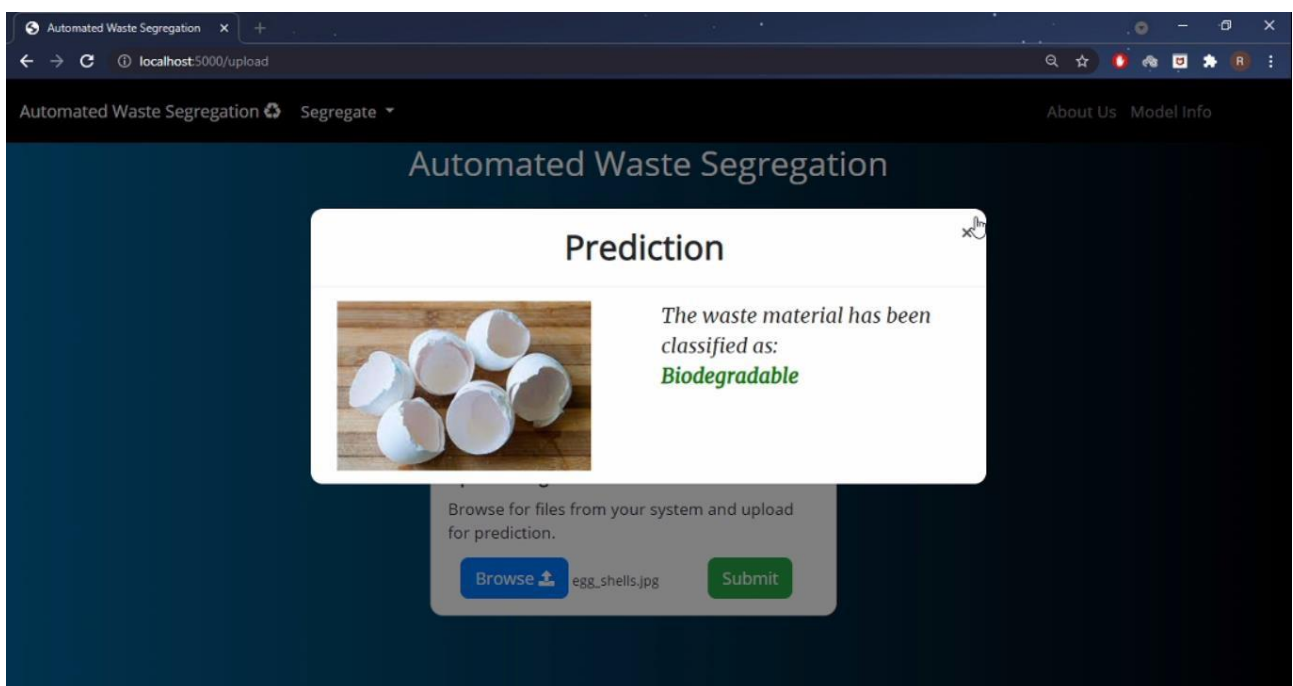 Automated Waste Segregation
localhost:5000/upload
R
Automated Waste Segregation Segregate About Us Model Info
Automated Waste Segregation
Prediction
The waste material has been
classified as:
Biodegradable
Browse for files from your system and upload
for prediction.
Browse egg_shells.jpg Submit